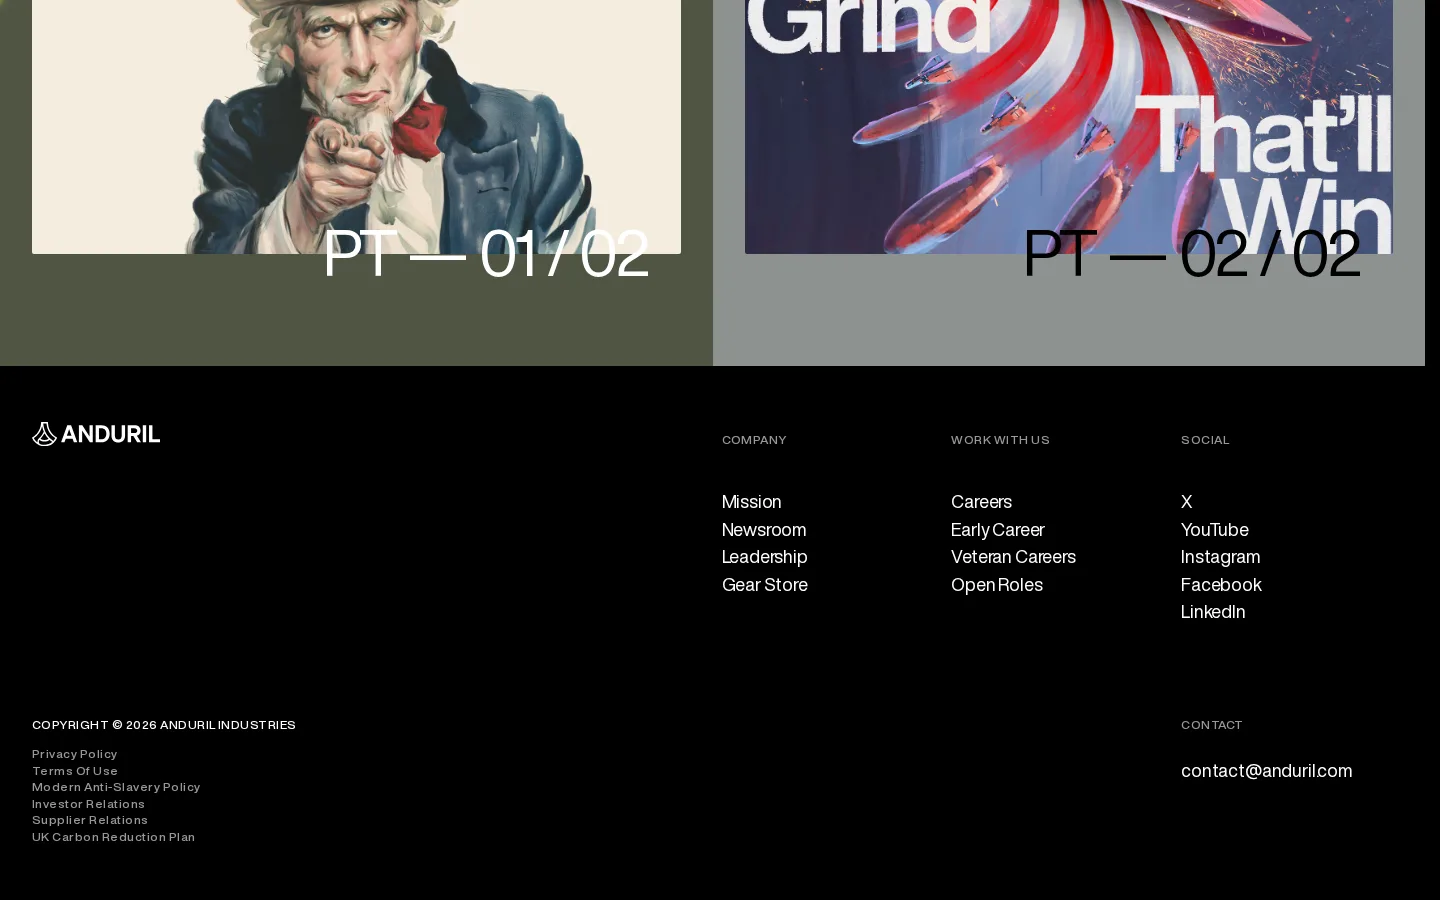 Grind
That'll
Win
PT — 01 / 02
PT — 02 / 02
ANDURIL
COMPANY
Mission
Newsroom
Leadership
Gear Store
WORK WITH US
Careers
Early Career
Veteran Careers
Open Roles
SOCIAL
X
YouTube
Instagram
Facebook
LinkedIn
COPYRIGHT © 2026 ANDURIL INDUSTRIES
Privacy Policy
Terms Of Use
Modern Anti-Slavery Policy
Investor Relations
Supplier Relations
UK Carbon Reduction Plan
CONTACT
contact@anduril.com